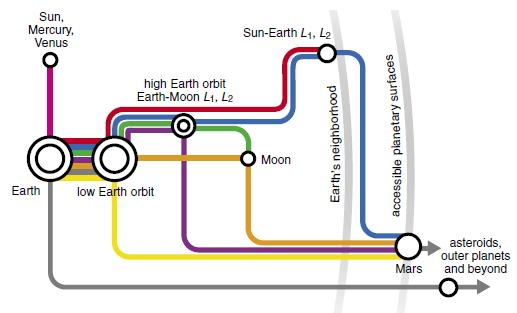 Sun,
Mercury,
Venus
Sun-Earth L₁, L₂
high Earth orbit
Earth-Moon L₁, L₂
Earth's neighborhood
accessible planetary surfaces
Moon
Earth
low Earth orbit
asteroids,
outer planets
and beyond
Mars